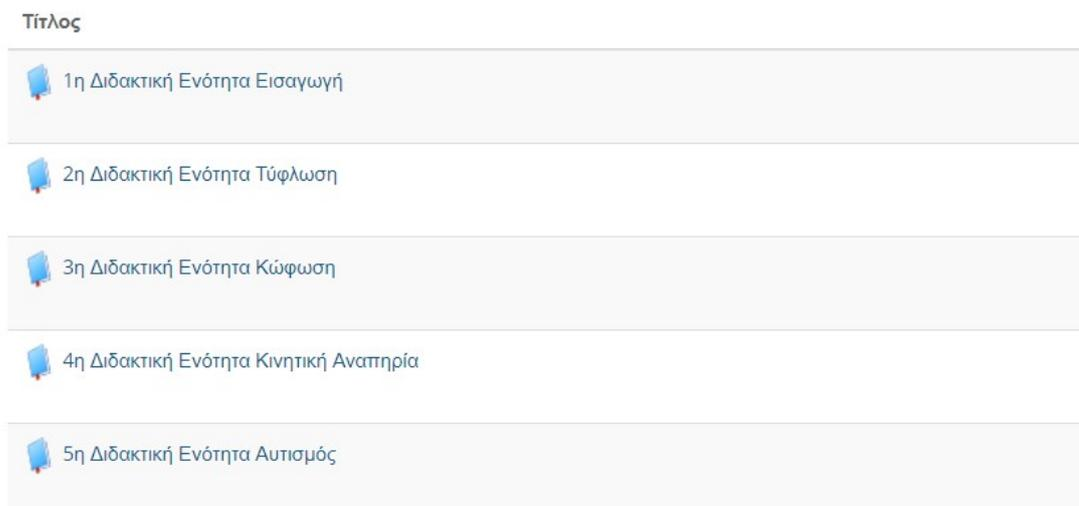 Τίτλος
1η Διδακτική Ενότητα Εισαγωγή
2η Διδακτική Ενότητα Τύφλωση
3η Διδακτική Ενότητα Κώφωση
4η Διδακτική Ενότητα Κινητική Αναπηρία
5η Διδακτική Ενότητα Αυτισμός